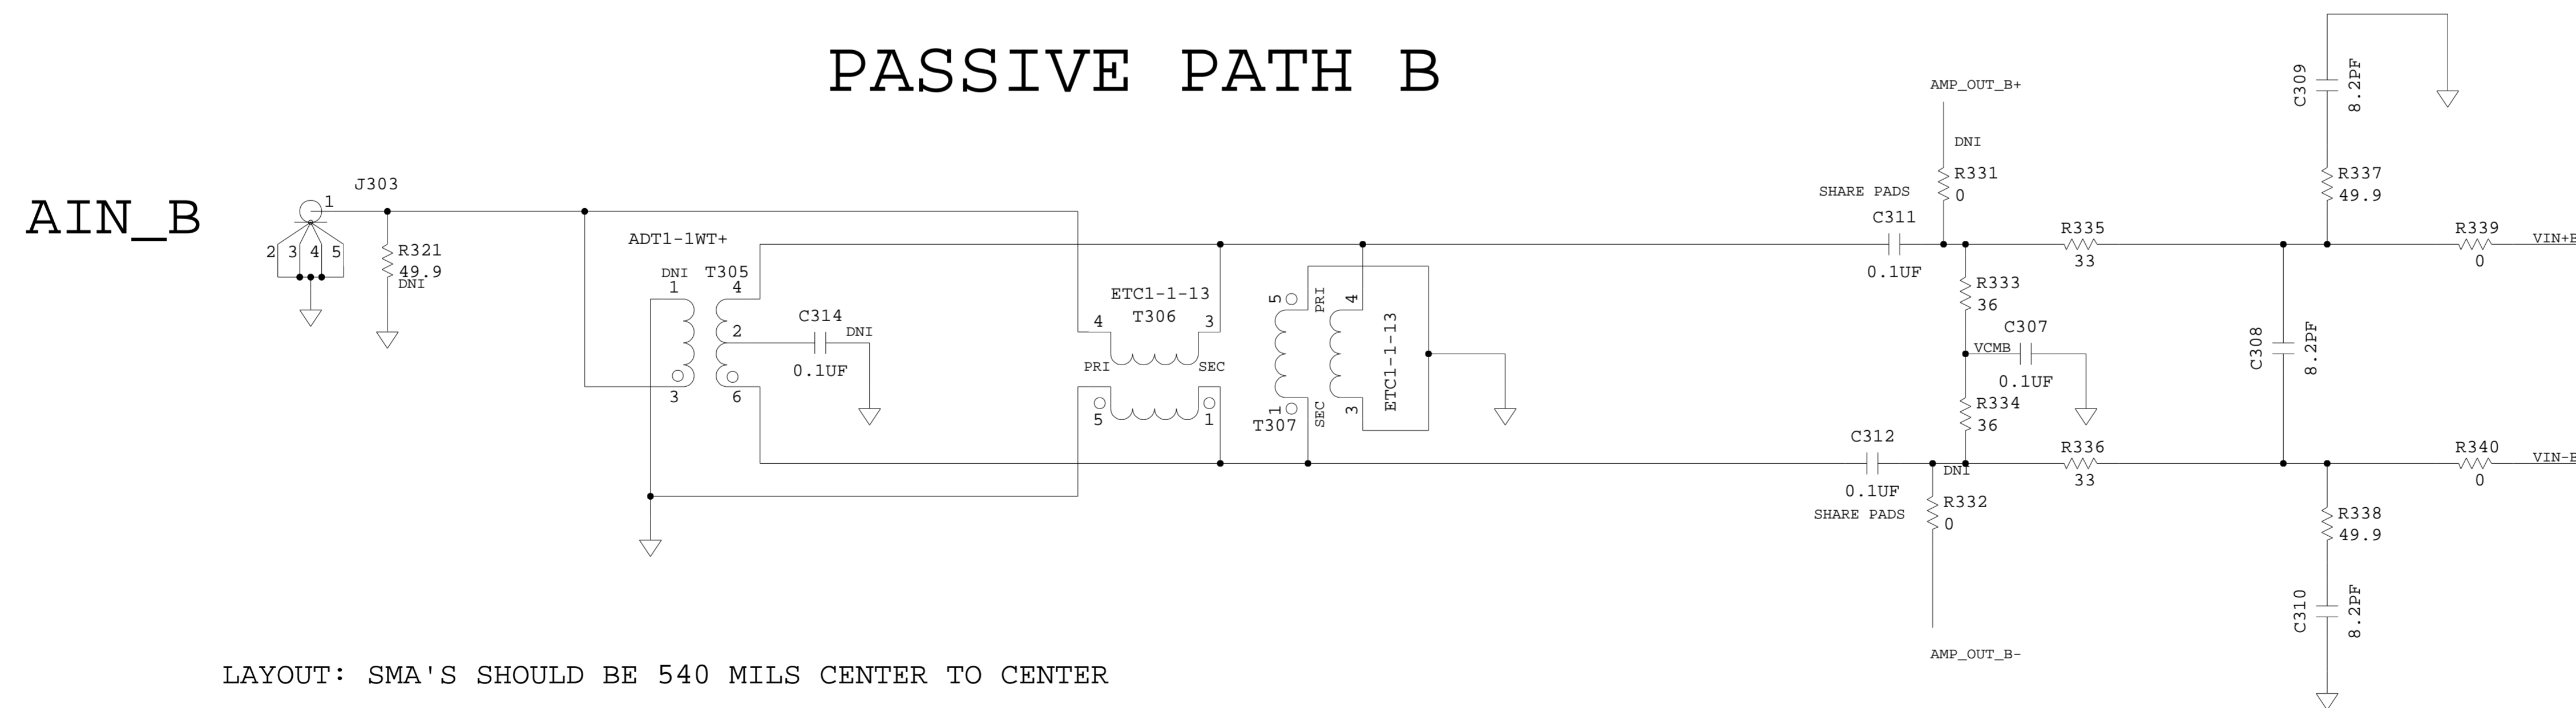 PASSIVE PATH B
AIN_B
J303
1
2 3 4 5
R321
49.9
DNI
ADT1-1WT+
DNI T305
1 4
2
3 6
C314
DNI
0.1UF
ETC1-1-13
T306
4 3
PRI SEC
5 1
5 PRI 4
1 SEC 3
T307
ETC1-1-13
AMP_OUT_B+
DNI
R331
0
SHARE PADS
C311
0.1UF
R333
36
VCMB
C307
0.1UF
R334
36
C312
0.1UF
SHARE PADS
DNI
R332
0
AMP_OUT_B-
R335
33
R336
33
C308
8.2PF
C309
8.2PF
R337
49.9
R339
0
VIN+B
R340
0
VIN-B
R338
49.9
C310
8.2PF
LAYOUT: SMA'S SHOULD BE 540 MILS CENTER TO CENTER